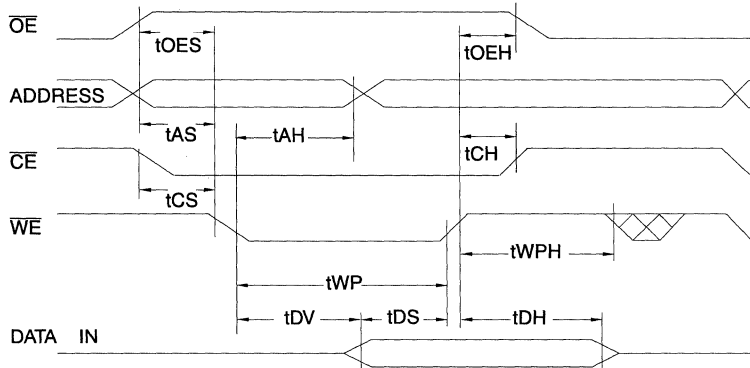 OE
tOES
tOEH
ADDRESS
tAS
tAH
tCH
CE
tCS
WE
tWPH
tWP
tDV
tDS
tDH
DATA IN